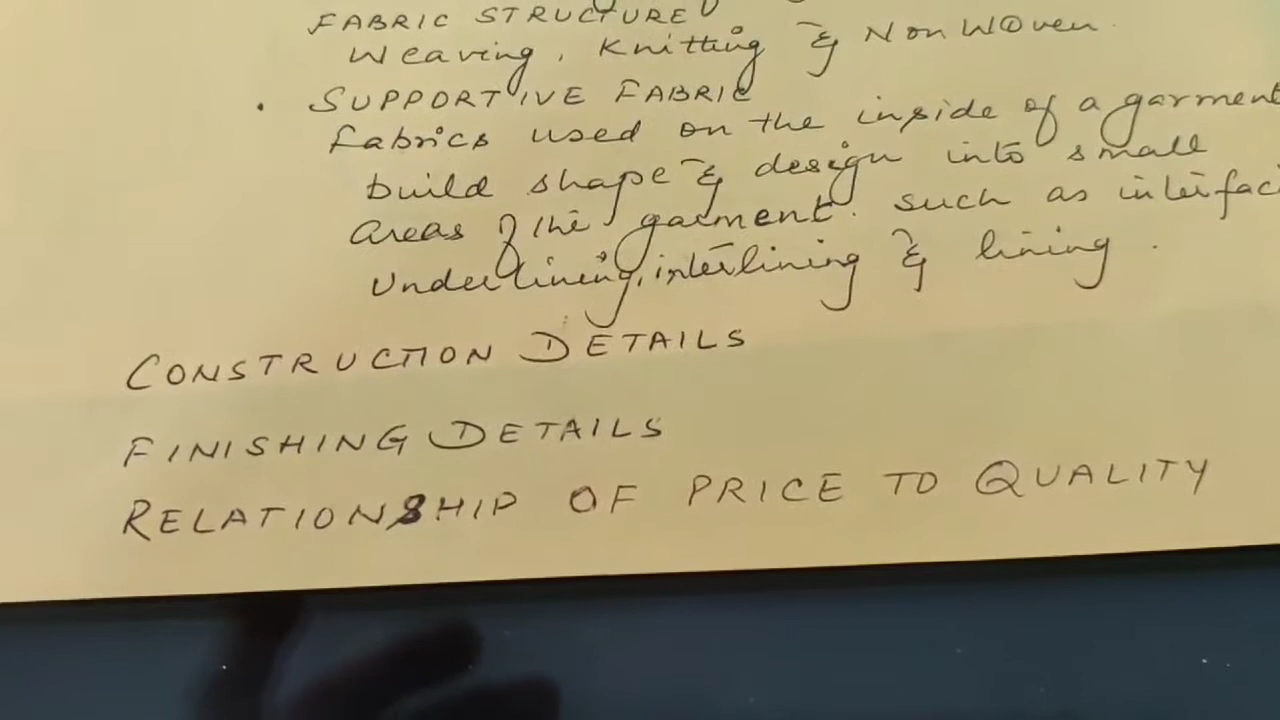 FABRIC STRUCTURE
Weaving, Knitting & Non Woven.
• SUPPORTIVE FABRIC
Fabrics used on the inside of a garment
build shape & design into small
areas of the garment. such as interfaci
Underlining, interlining & lining.
CONSTRUCTION DETAILS
FINISHING DETAILS
RELATIONSHIP OF PRICE TO QUALITY